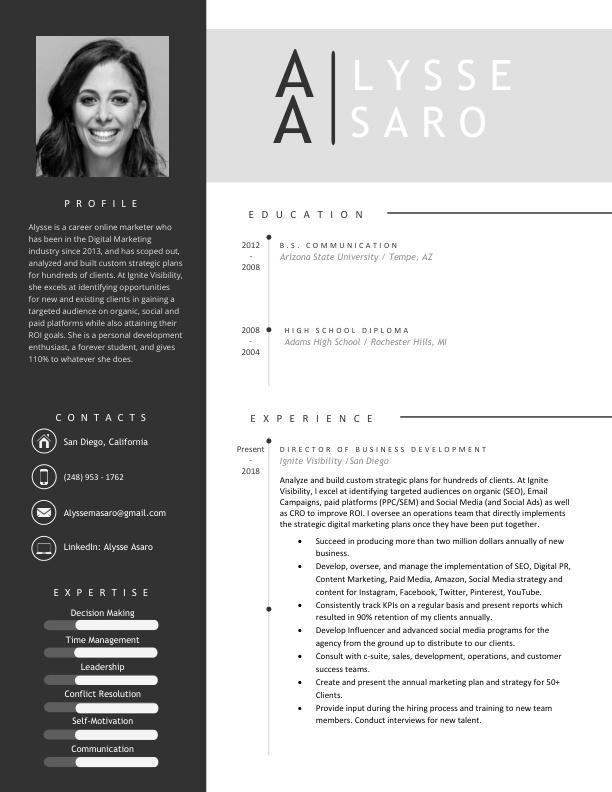 A LYSSE
A SARO
PROFILE
Alysse is a career online marketer who
has been in the Digital Marketing
industry since 2013, and has scoped out,
analyzed and built custom strategic plans
for hundreds of clients. At Ignite Visibility,
she excels at identifying opportunities
for new and existing clients in gaining a
targeted audience on organic, social and
paid platforms while also attaining their
ROI goals. She is a personal development
enthusiast, a forever student, and gives
110% to whatever she does.
CONTACTS
San Diego, California
(248) 953 - 1762
Alyssemasaro@gmail.com
LinkedIn: Alysse Asaro
EXPERTISE
Decision Making
Time Management
Leadership
Conflict Resolution
Self-Motivation
Communication
EDUCATION
2012
-
2008
B.S. COMMUNICATION
Arizona State University / Tempe, AZ
2008
-
2004
HIGH SCHOOL DIPLOMA
Adams High School / Rochester Hills, MI
EXPERIENCE
Present
-
2018
DIRECTOR OF BUSINESS DEVELOPMENT
Ignite Visibility /San Diego
Analyze and build custom strategic plans for hundreds of clients. At Ignite
Visibility, I excel at identifying targeted audiences on organic (SEO), Email
Campaigns, paid platforms (PPC/SEM) and Social Media (and Social Ads) as well
as CRO to improve ROI. I oversee an operations team that directly implements
the strategic digital marketing plans once they have been put together.
• Succeed in producing more than two million dollars annually of new
business.
• Develop, oversee, and manage the implementation of SEO, Digital PR,
Content Marketing, Paid Media, Amazon, Social Media strategy and
content for Instagram, Facebook, Twitter, Pinterest, YouTube.
• Consistently track KPIs on a regular basis and present reports which
resulted in 90% retention of my clients annually.
• Develop Influencer and advanced social media programs for the
agency from the ground up to distribute to our clients.
• Consult with c-suite, sales, development, operations, and customer
success teams.
• Create and present the annual marketing plan and strategy for 50+
Clients.
• Provide input during the hiring process and training to new team
members. Conduct interviews for new talent.